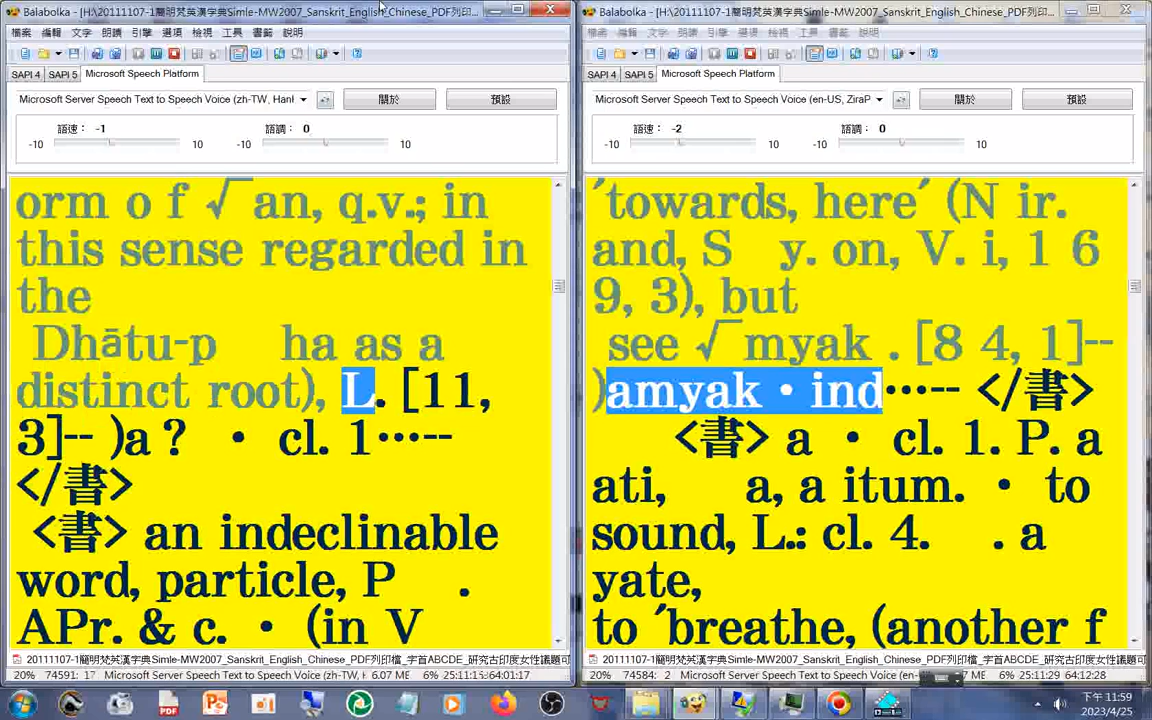 Balabolka - [H:\20111107-1簡明梵英漢字典Simle-MW2007_Sanskrit_English_Chinese_PDF列印...
檔案 編輯 文字 朗讀 引擎 選項 檢視 工具 書籤 說明
SAPI 4 SAPI 5 Microsoft Speech Platform
Microsoft Server Speech Text to Speech Voice (zh-TW, Hanl
關於 預設
語速： -1 語調： 0
-10 10 -10 10
orm o f √ an, q.v.; in
this sense regarded in
the
Dhātu-p ha as a
distinct root), L. [11,
3]-- )a ? • cl. 1…--
</書>
<書> an indeclinable
word, particle, P .
APr. & c. • (in V
20111107-1簡明梵英漢字典Simle-MW2007_Sanskrit_English_Chinese_PDF列印檔_字首ABCDE_研究古印度女性議題可
20% 74591: 17 Microsoft Server Speech Text to Speech Voice (zh-TW, H 6.07 ME 6% 25:11:15:64:01:17
Balabolka - [H:\20111107-1簡明梵英漢字典Simle-MW2007_Sanskrit_English_Chinese_PDF列印檔_...
檔案 編輯 文字 朗讀 引擎 選項 檢視 工具 書籤 說明
SAPI 4 SAPI 5 Microsoft Speech Platform
Microsoft Server Speech Text to Speech Voice (en-US, ZiraP
關於 預設
語速： -2 語調： 0
-10 10 -10 10
'towards, here' (N ir.
and, S y. on, V. i, 1 6
9, 3), but
see √ myak . [8 4, 1]--
)amyak • ind…-- </書>
<書> a • cl. 1. P. a
ati, a, a itum. • to
sound, L.: cl. 4. . a
yate,
to 'breathe, (another f
20111107-1簡明梵英漢字典Simle-MW2007_Sanskrit_English_Chinese_PDF列印檔_字首ABCDE_研究古印度女性議題可
20% 74584: 2 Microsoft Server Speech Text to Speech Voice (en-US, Z 6% 25:11:29:64:12:28
下午 11:59
2023/4/25